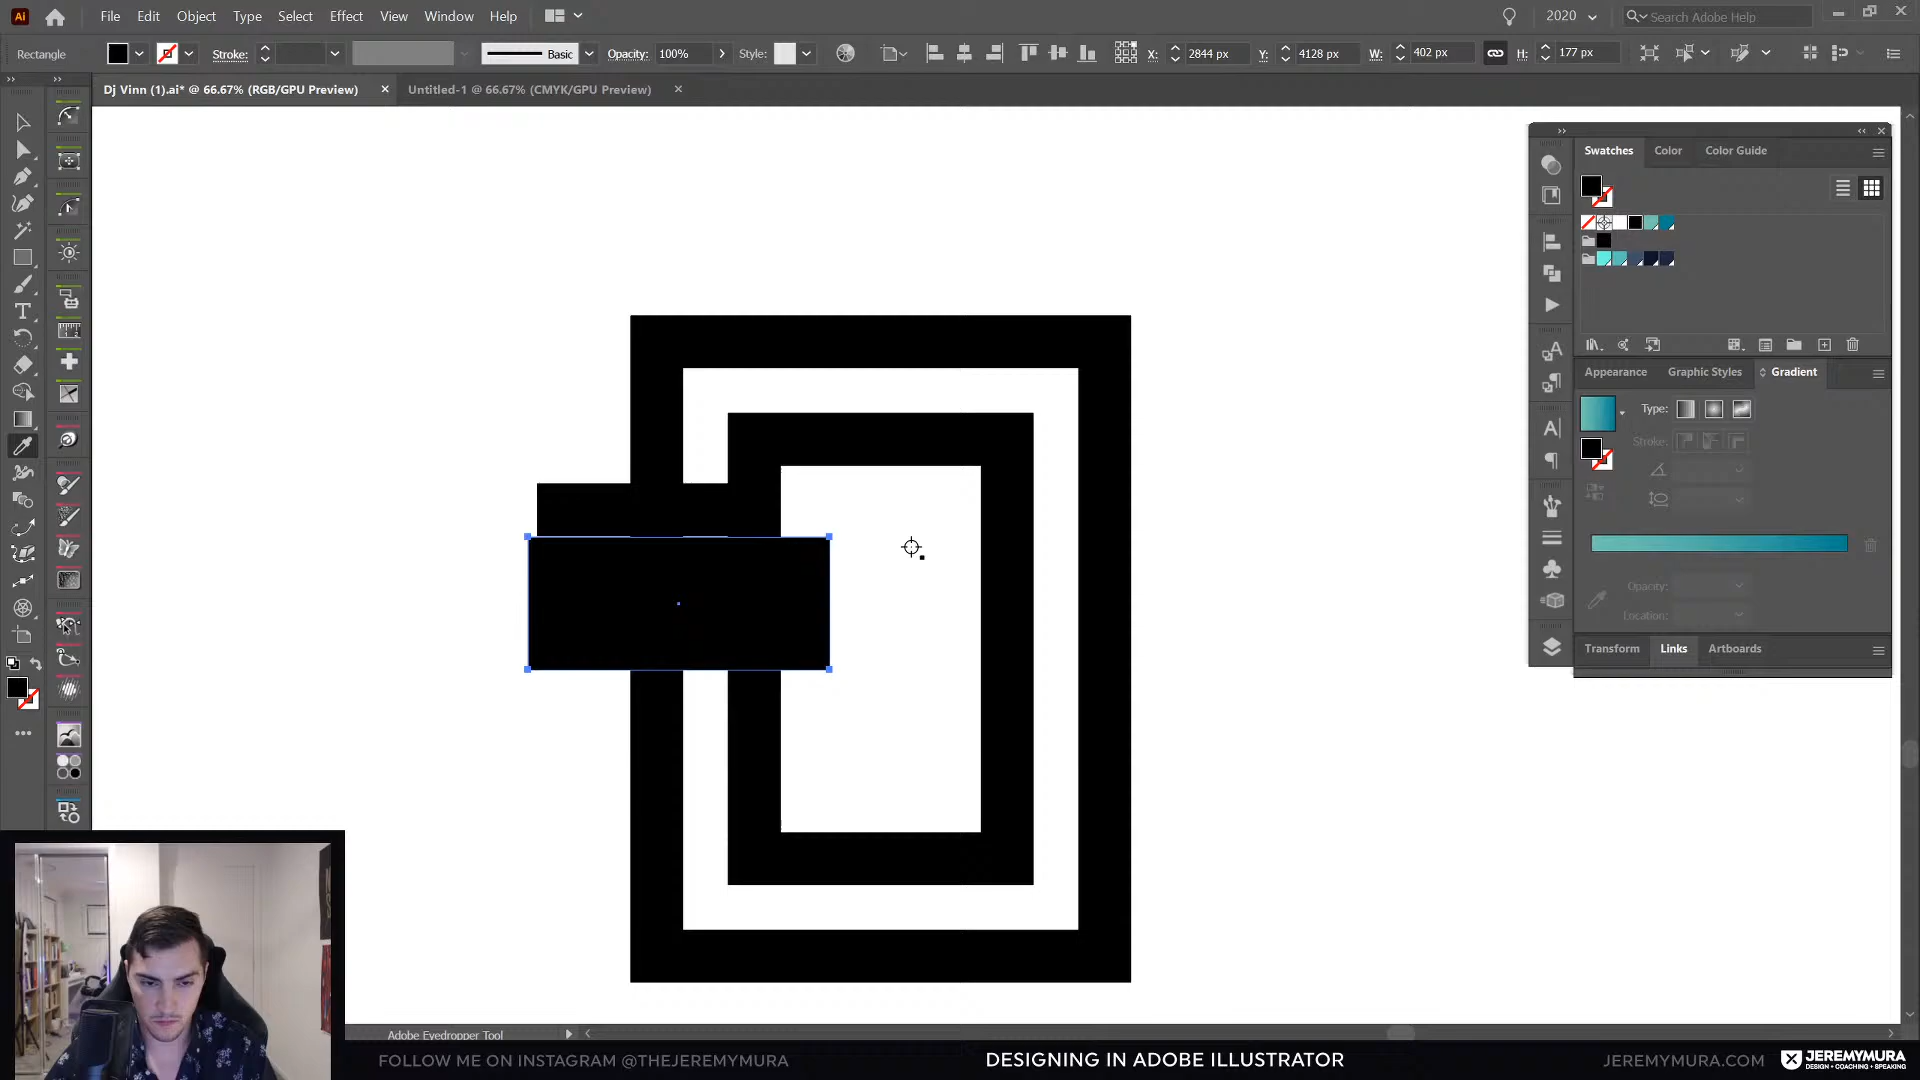 Ai File Edit Object Type Select Effect View Window Help 2020 Search Adobe Help
Rectangle Stroke: Basic Opacity: 100% Style: X: 2844 px Y: 4128 px W: 402 px H: 177 px
Dj Vinn (1).ai* @ 66.67% (RGB/GPU Preview) Untitled-1 @ 66.67% (CMYK/GPU Preview)
Swatches Color Color Guide
Appearance Graphic Styles Gradient
Type:
Stroke:
Opacity:
Location:
Transform Links Artboards
Adobe Eyedropper Tool
FOLLOW ME ON INSTAGRAM @THEJEREMYMURA DESIGNING IN ADOBE ILLUSTRATOR JEREMYMURA.COM JEREMYMURA
DESIGN • COACHING • SPEAKING